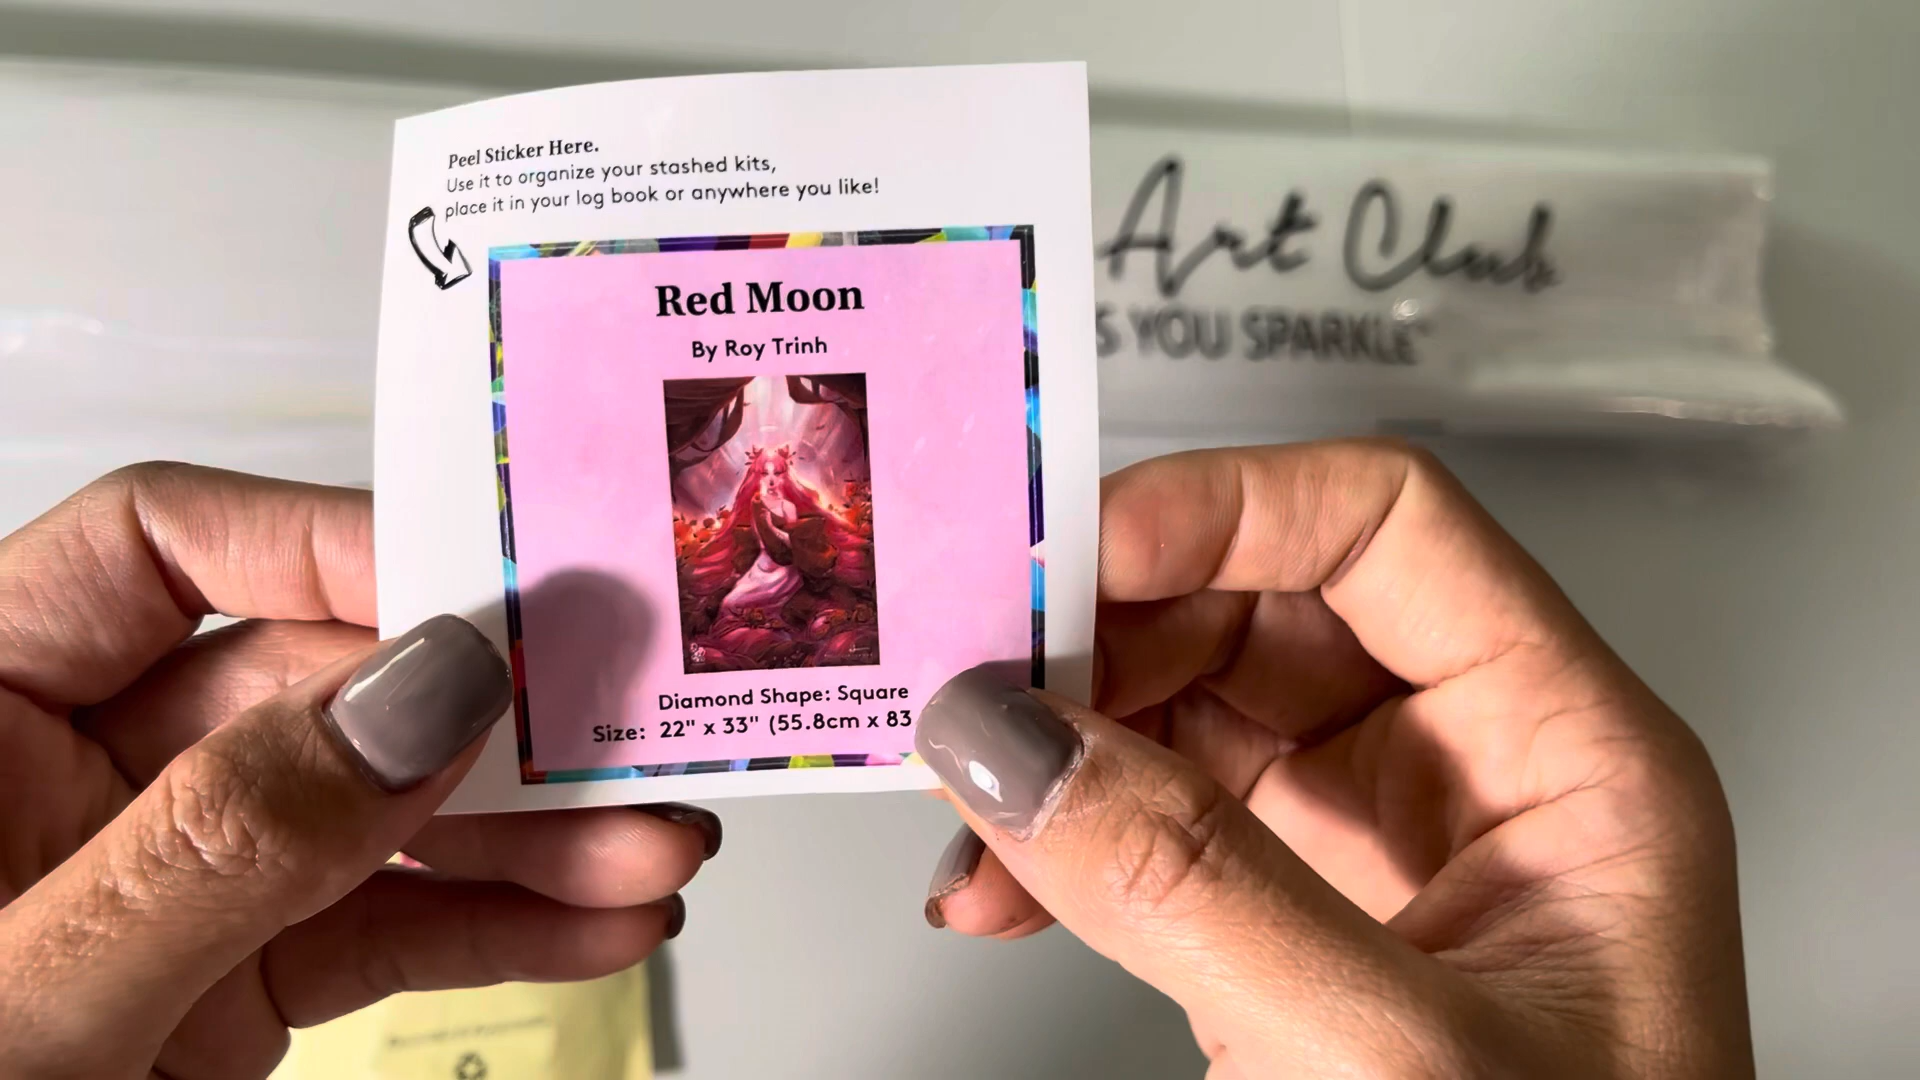 Peel Sticker Here.
Use it to organize your stashed kits,
place it in your log book or anywhere you like!
Red Moon
By Roy Trinh
Diamond Shape: Square
Size: 22" x 33" (55.8cm x 83
Art Club
S YOU SPARKLE